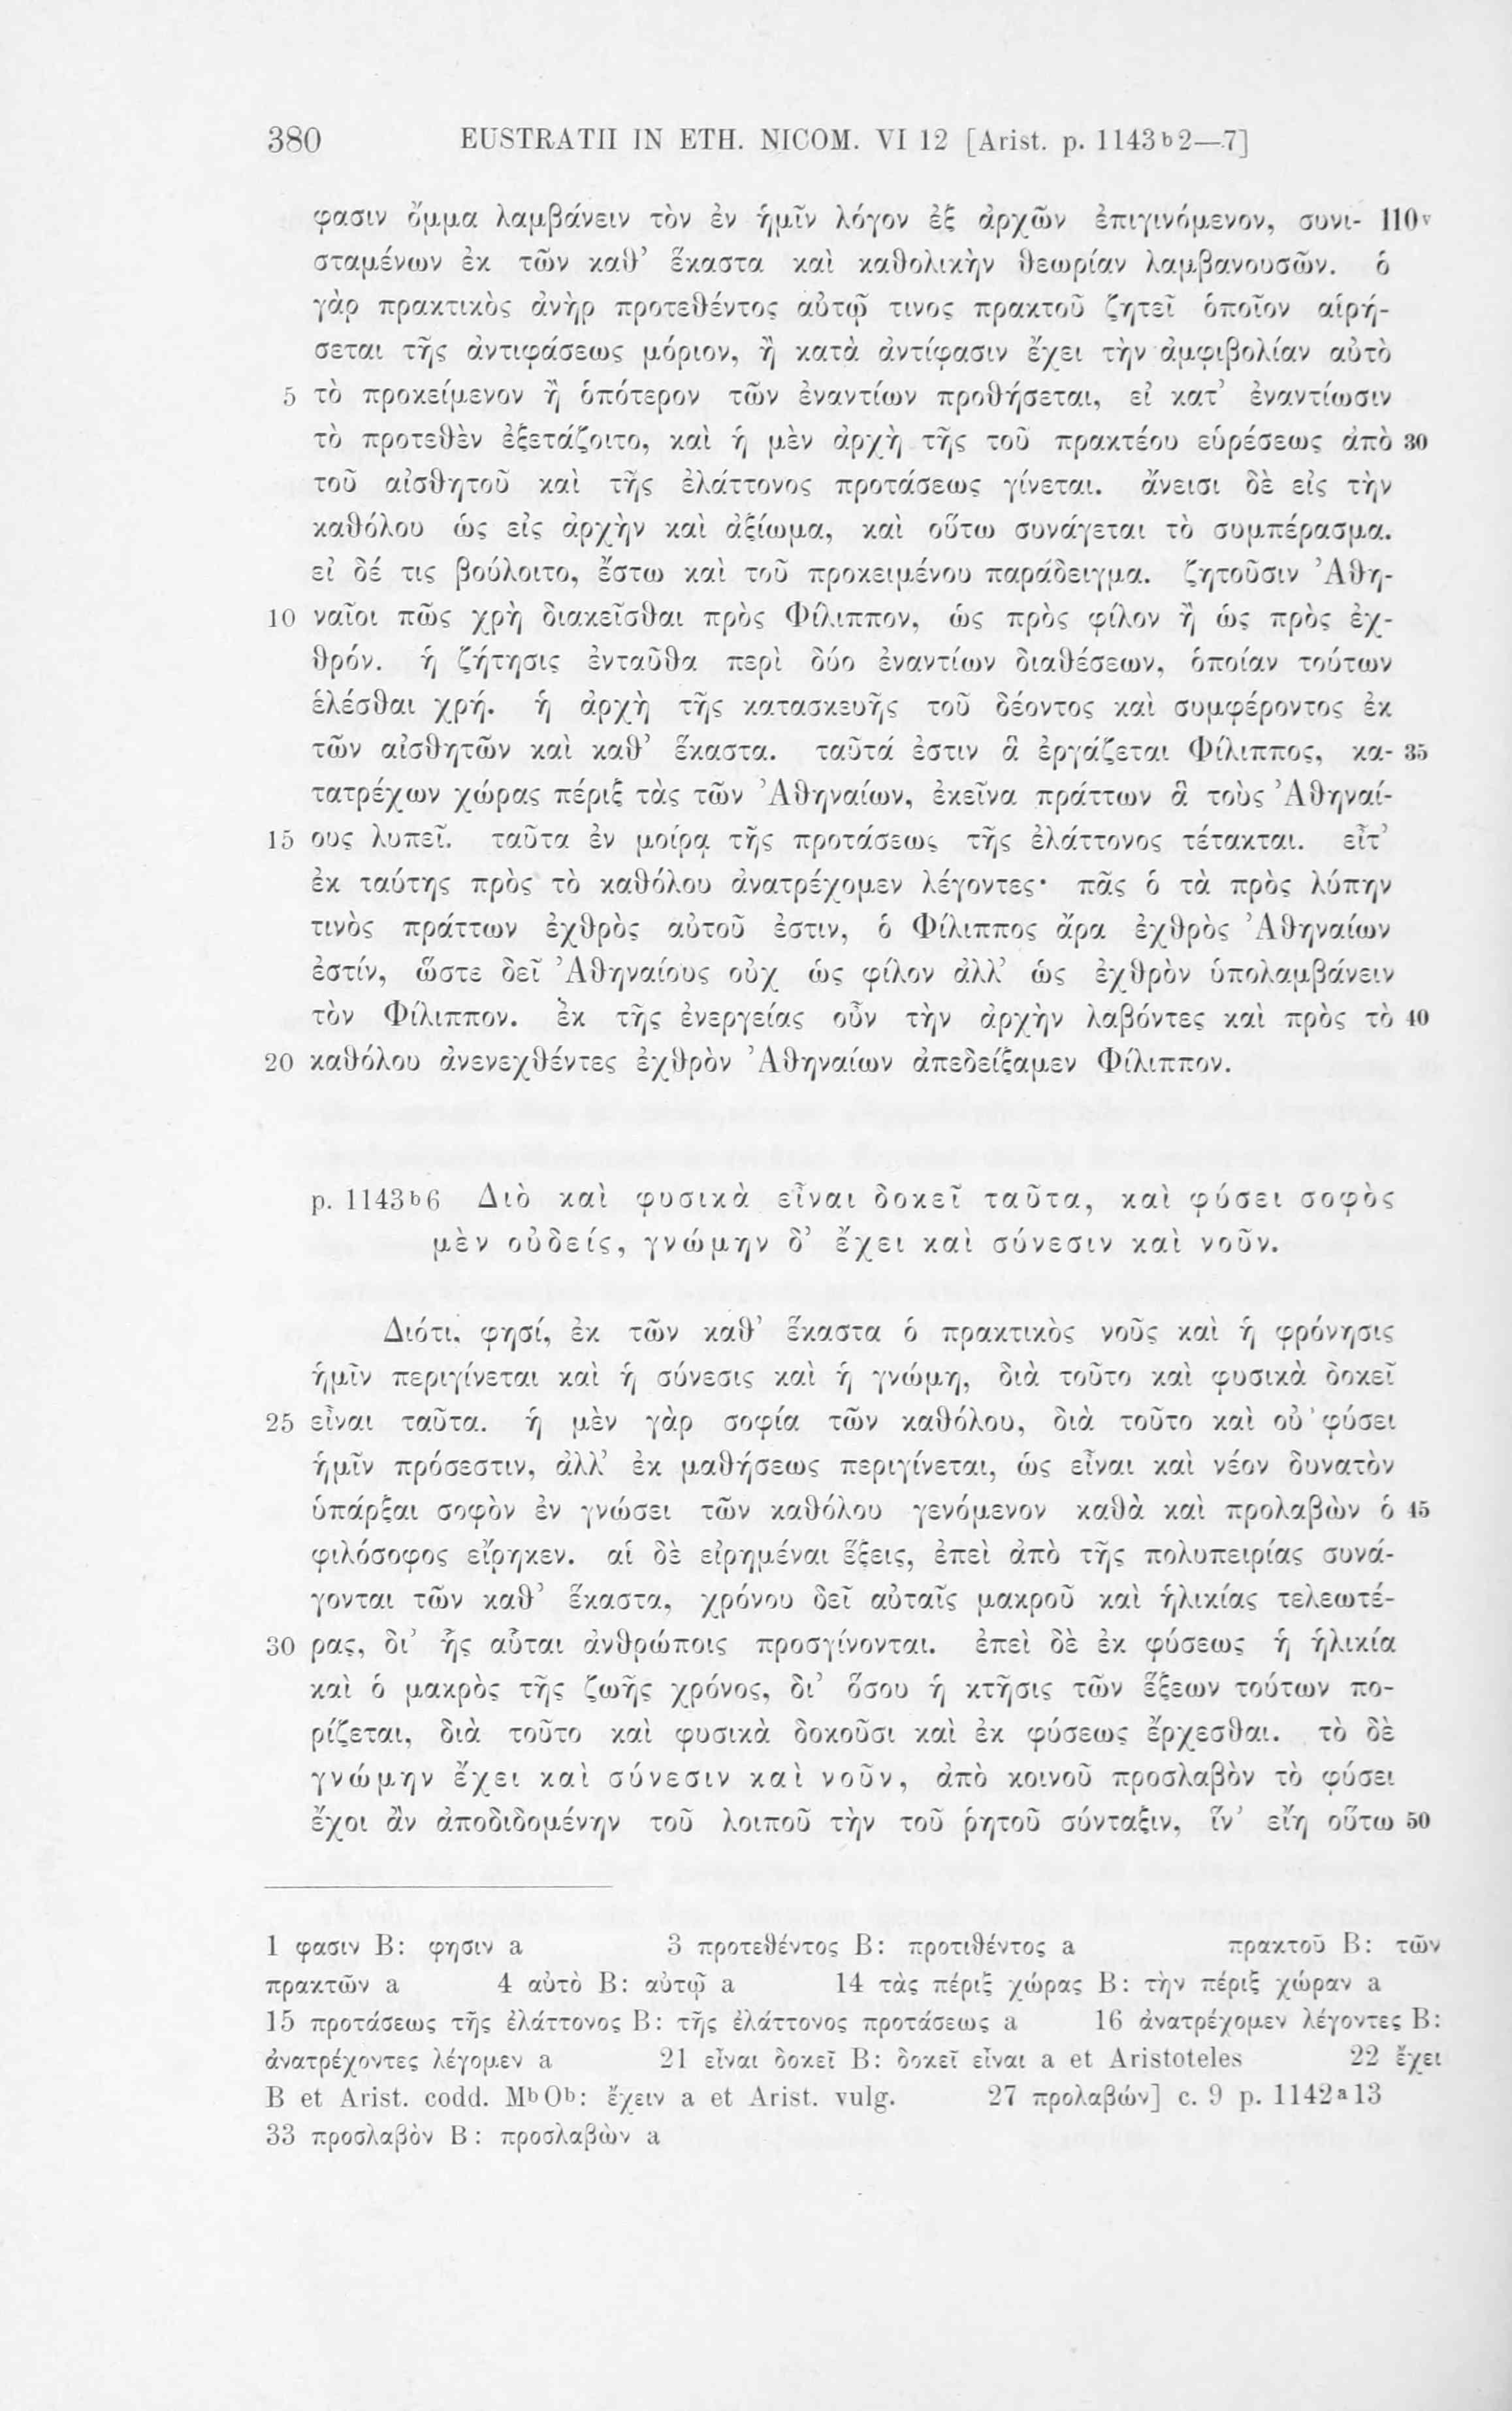 380 EUSTRATII IN ETH. NICOM. VI 12 [Arist. p. 1143 b 2—7]
φασιν ὄμμα λαμβάνειν τὸν ἐν ἡμῖν λόγον ἐξ ἀρχῶν ἐπιγινόμενον, συνι- 110v
σταμένων ἐκ τῶν καθ’ ἕκαστα καὶ καθολικὴν θεωρίαν λαμβανουσῶν. ὁ
γὰρ πρακτικὸς ἀνὴρ προτεθέντος αὐτῷ τινος πρακτοῦ ζητεῖ ὁποῖον αἱρή-
σεται τῆς ἀντιφάσεως μόριον, ἢ κατὰ ἀντίφασιν ἔχει τὴν ἀμφιβολίαν αὐτὸ
5 τὸ προκείμενον ἢ ὁπότερον τῶν ἐναντίων προθήσεται, εἰ κατ’ ἐναντίωσιν
τὸ προτεθὲν ἐξετάζοιτο, καὶ ἡ μὲν ἀρχὴ τῆς τοῦ πρακτέου εὑρέσεως ἀπὸ 30
τοῦ αἰσθητοῦ καὶ τῆς ἐλάττονος προτάσεως γίνεται. ἄνεισι δὲ εἰς τὴν
καθόλου ὡς εἰς ἀρχὴν καὶ ἀξίωμα, καὶ οὕτω συνάγεται τὸ συμπέρασμα.
εἰ δέ τις βούλοιτο, ἔστω καὶ τοῦ προκειμένου παράδειγμα. ζητοῦσιν Ἀθη-
10 ναῖοι πῶς χρὴ διακεῖσθαι πρὸς Φίλιππον, ὡς πρὸς φίλον ἢ ὡς πρὸς ἐχ-
θρόν. ἡ ζήτησις ἐνταῦθα περὶ δύο ἐναντίων διαθέσεων, ὁποίαν τούτων
ἑλέσθαι χρή. ἡ ἀρχὴ τῆς κατασκευῆς τοῦ δέοντος καὶ συμφέροντος ἐκ
τῶν αἰσθητῶν καὶ καθ’ ἕκαστα. ταῦτά ἐστιν ἃ ἐργάζεται Φίλιππος, κα- 35
τατρέχων χώρας πέριξ τὰς τῶν Ἀθηναίων, ἐκεῖνα πράττων ἃ τοὺς Ἀθηναί-
15 ους λυπεῖ. ταῦτα ἐν μοίρᾳ τῆς προτάσεως τῆς ἐλάττονος τέτακται. εἶτ’
ἐκ ταύτης πρὸς τὸ καθόλου ἀνατρέχομεν λέγοντες· πᾶς ὁ τὰ πρὸς λύπην
τινὸς πράττων ἐχθρὸς αὐτοῦ ἐστιν, ὁ Φίλιππος ἄρα ἐχθρὸς Ἀθηναίων
ἐστίν, ὥστε δεῖ Ἀθηναίους οὐχ ὡς φίλον ἀλλ’ ὡς ἐχθρὸν ὑπολαμβάνειν
τὸν Φίλιππον. ἐκ τῆς ἐνεργείας οὖν τὴν ἀρχὴν λαβόντες καὶ πρὸς τὸ 40
20 καθόλου ἀνενεχθέντες ἐχθρὸν Ἀθηναίων ἀπεδείξαμεν Φίλιππον.
p. 1143 b 6 Διὸ καὶ φυσικὰ εἶναι δοκεῖ ταῦτα, καὶ φύσει σοφὸς
μὲν οὐδείς, γνώμην δ’ ἔχει καὶ σύνεσιν καὶ νοῦν.
Διότι, φησί, ἐκ τῶν καθ’ ἕκαστα ὁ πρακτικὸς νοῦς καὶ ἡ φρόνησις
ἡμῖν περιγίνεται καὶ ἡ σύνεσις καὶ ἡ γνώμη, διὰ τοῦτο καὶ φυσικὰ δοκεῖ
25 εἶναι ταῦτα. ἡ μὲν γὰρ σοφία τῶν καθόλου, διὰ τοῦτο καὶ οὐ φύσει
ἡμῖν πρόσεστιν, ἀλλ’ ἐκ μαθήσεως περιγίνεται, ὡς εἶναι καὶ νέον δυνατὸν
ὑπάρξαι σοφὸν ἐν γνώσει τῶν καθόλου γενόμενον καθὰ καὶ προλαβὼν ὁ 45
φιλόσοφος εἴρηκεν. αἱ δὲ εἰρημέναι ἕξεις, ἐπεὶ ἀπὸ τῆς πολυπειρίας συνά-
γονται τῶν καθ’ ἕκαστα, χρόνου δεῖ αὐταῖς μακροῦ καὶ ἡλικίας τελεωτέ-
30 ρας, δι’ ἧς αὗται ἀνθρώποις προσγίνονται. ἐπεὶ δὲ ἐκ φύσεως ἡ ἡλικία
καὶ ὁ μακρὸς τῆς ζωῆς χρόνος, δι’ ὅσου ἡ κτῆσις τῶν ἕξεων τούτων πο-
ρίζεται, διὰ τοῦτο καὶ φυσικὰ δοκοῦσι καὶ ἐκ φύσεως ἔρχεσθαι. τὸ δὲ
γνώμην ἔχει καὶ σύνεσιν καὶ νοῦν, ἀπὸ κοινοῦ προσλαβὸν τὸ φύσει
ἔχοι ἂν ἀποδιδομένην τοῦ λοιποῦ τὴν τοῦ ῥητοῦ σύνταξιν, ἵν’ εἴη οὕτω 50
1 φασιν B: φησιν a 3 προτεθέντος B: προτιθέντος a πρακτοῦ B: τῶν
πρακτῶν a 4 αὐτὸ B: αὐτῷ a 14 τὰς πέριξ χώρας B: τὴν πέριξ χώραν a
15 προτάσεως τῆς ἐλάττονος B: τῆς ἐλάττονος προτάσεως a 16 ἀνατρέχομεν λέγοντες B:
ἀνατρέχοντες λέγομεν a 21 εἶναι δοκεῖ B: δοκεῖ εἶναι a et Aristoteles 22 ἔχει
B et Arist. codd. MbOb: ἔχειν a et Arist. vulg. 27 προλαβών] c. 9 p. 1142 a 13
33 προσλαβὸν B: προσλαβὼν a